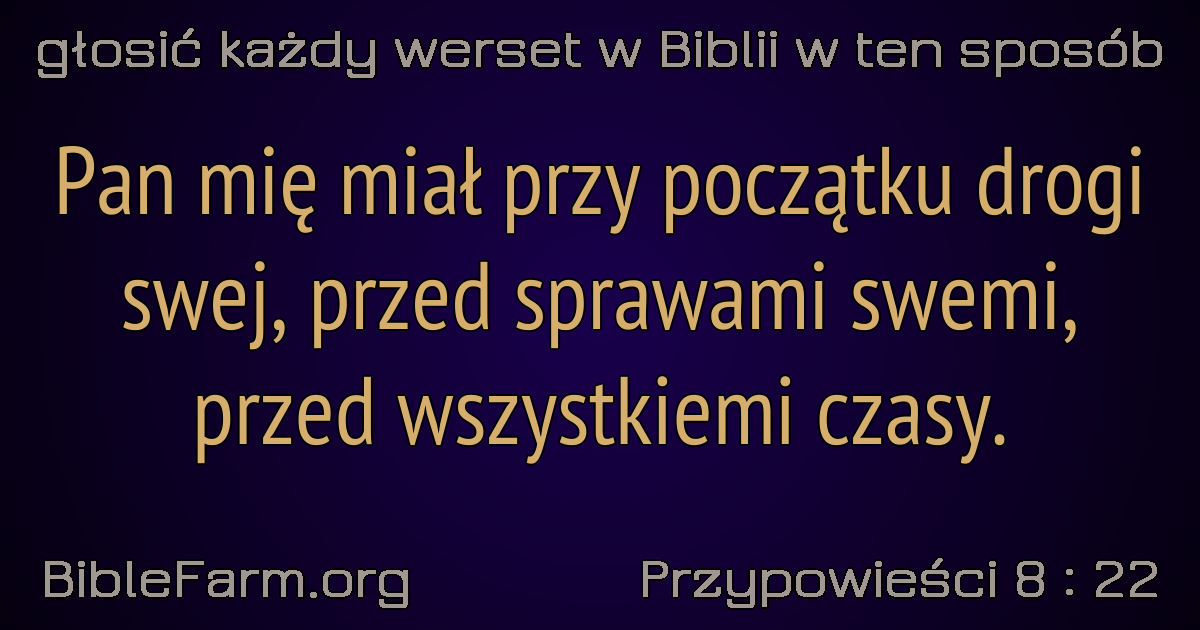 głosić każdy werset w Biblii w ten sposób
Pan mię miał przy początku drogi
swej, przed sprawami swemi,
przed wszystkiemi czasy.
BibleFarm.org
Przypowieści 8 : 22